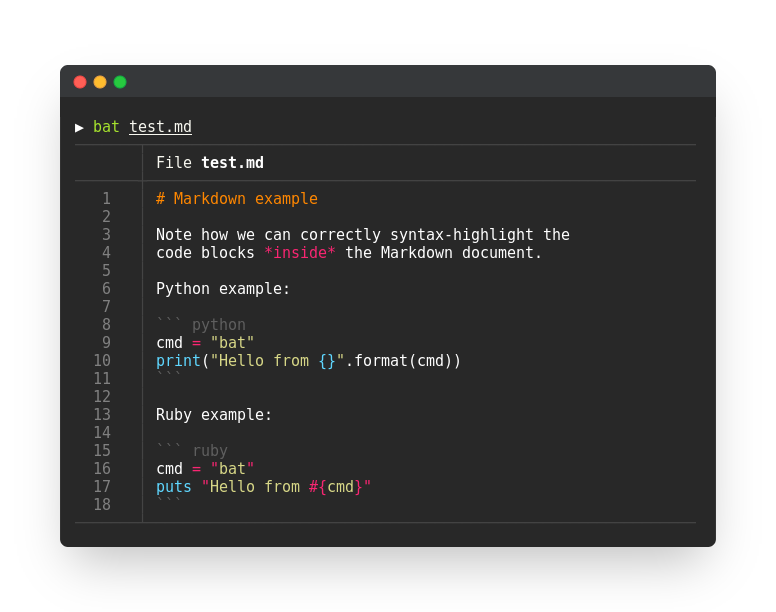 ▶ bat test.md
File test.md
1 # Markdown example
2
3 Note how we can correctly syntax-highlight the
4 code blocks *inside* the Markdown document.
5
6 Python example:
7
8 ``` python
9 cmd = "bat"
10 print("Hello from {}".format(cmd))
11 ```
12
13 Ruby example:
14
15 ``` ruby
16 cmd = "bat"
17 puts "Hello from #{cmd}"
18 ```